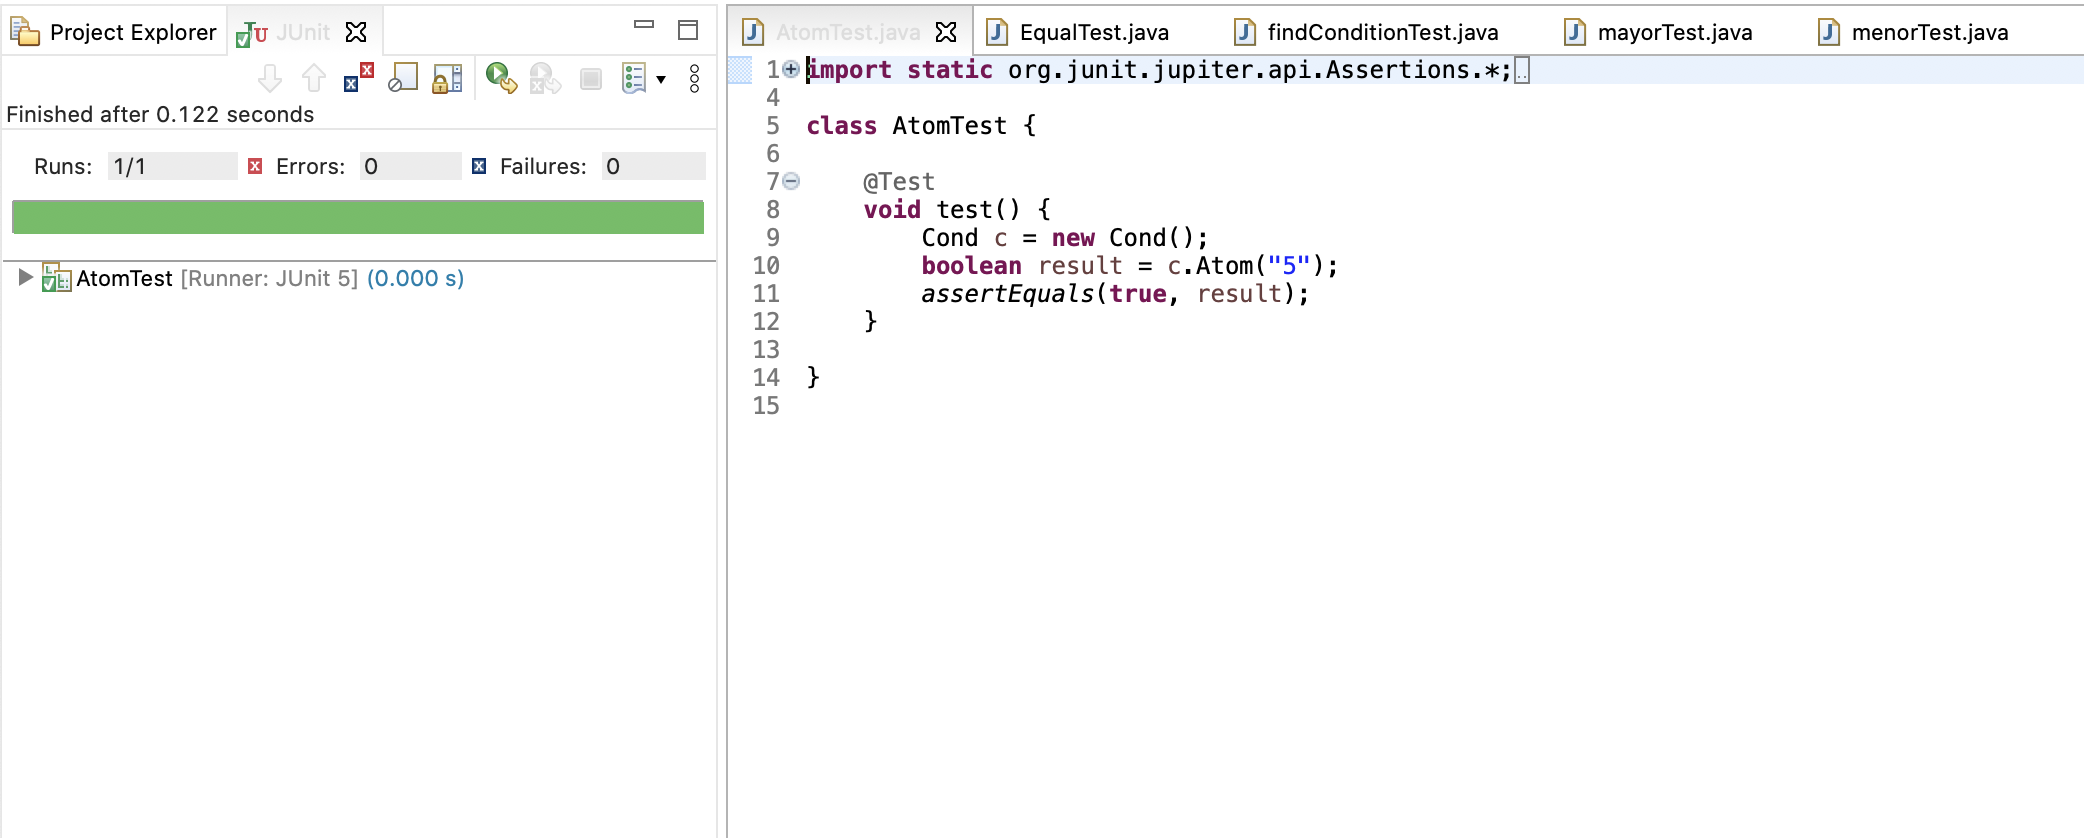 Project Explorer JUnit
Finished after 0.122 seconds
Runs: 1/1 Errors: 0 Failures: 0
AtomTest [Runner: JUnit 5] (0.000 s)
AtomTest.java EqualTest.java findConditionTest.java mayorTest.java menorTest.java
1 import static org.junit.jupiter.api.Assertions.*;
4
5 class AtomTest {
6
7 @Test
8 void test() {
9 Cond c = new Cond();
10 boolean result = c.Atom("5");
11 assertEquals(true, result);
12 }
13
14 }
15